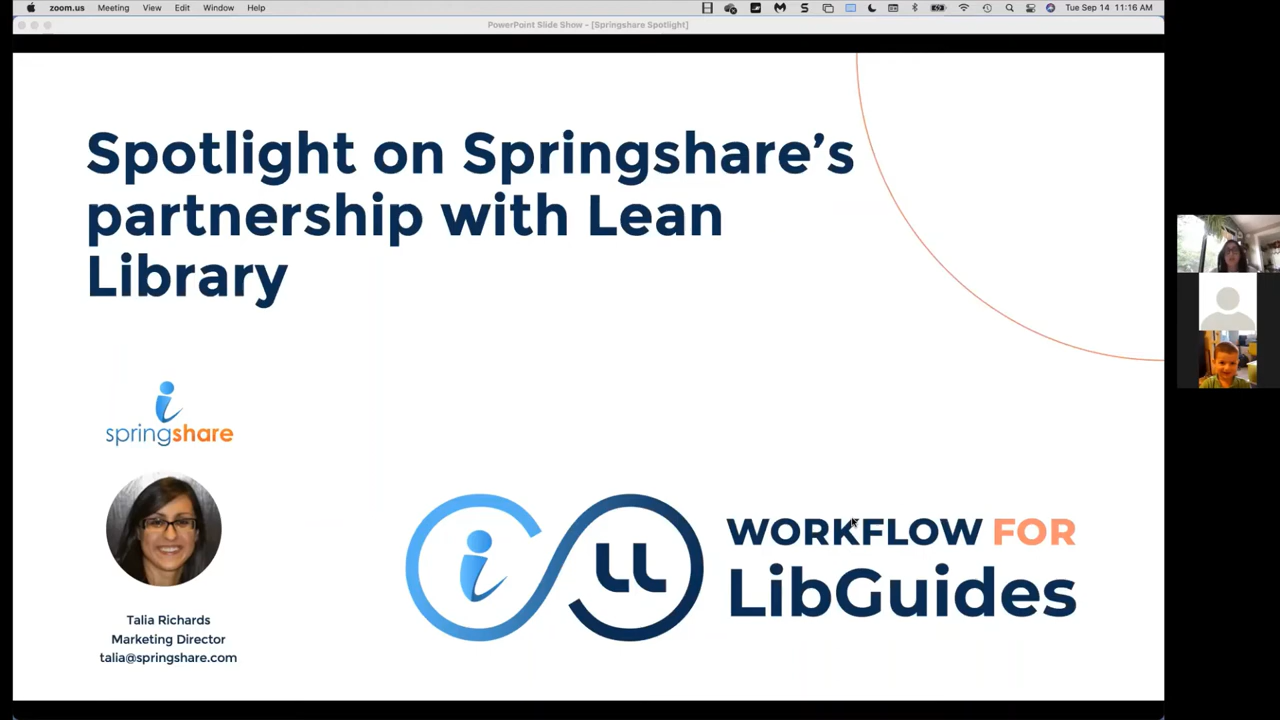 zoom.us Meeting View Edit Window Help Tue Sep 14 11:16 AM
PowerPoint Slide Show - [Springshare Spotlight]
Spotlight on Springshare’s
partnership with Lean
Library
springshare
Talia Richards
Marketing Director
talia@springshare.com
i LL
WORKFLOW FOR
LibGuides